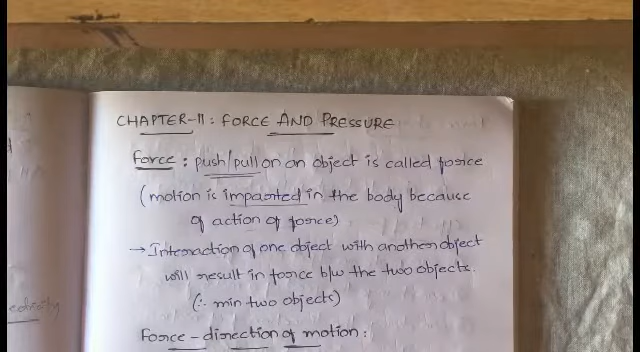 CHAPTER-11: FORCE AND PRESSURE
Force: push/pull on an object is called force
(motion is imparted in the body because
of action of force)
→ Interaction of one object with another object
will result in force b/w the two objects.
(∴ min two objects)
Force - direction of motion: